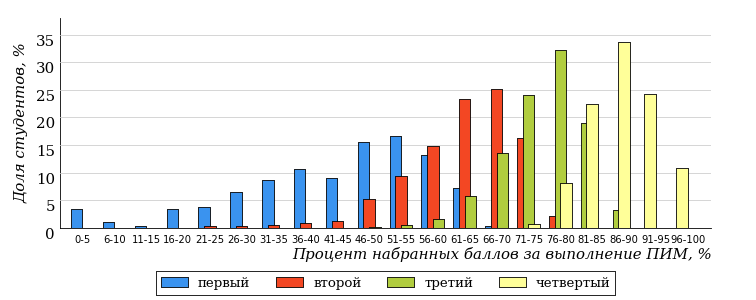 Доля студентов, %
35
30
25
20
15
10
5
0
0-5 6-10 11-15 16-20 21-25 26-30 31-35 36-40 41-45 46-50 51-55 56-60 61-65 66-70 71-75 76-80 81-85 86-90 91-95 96-100
Процент набранных баллов за выполнение ПИМ, %
первый второй третий четвертый